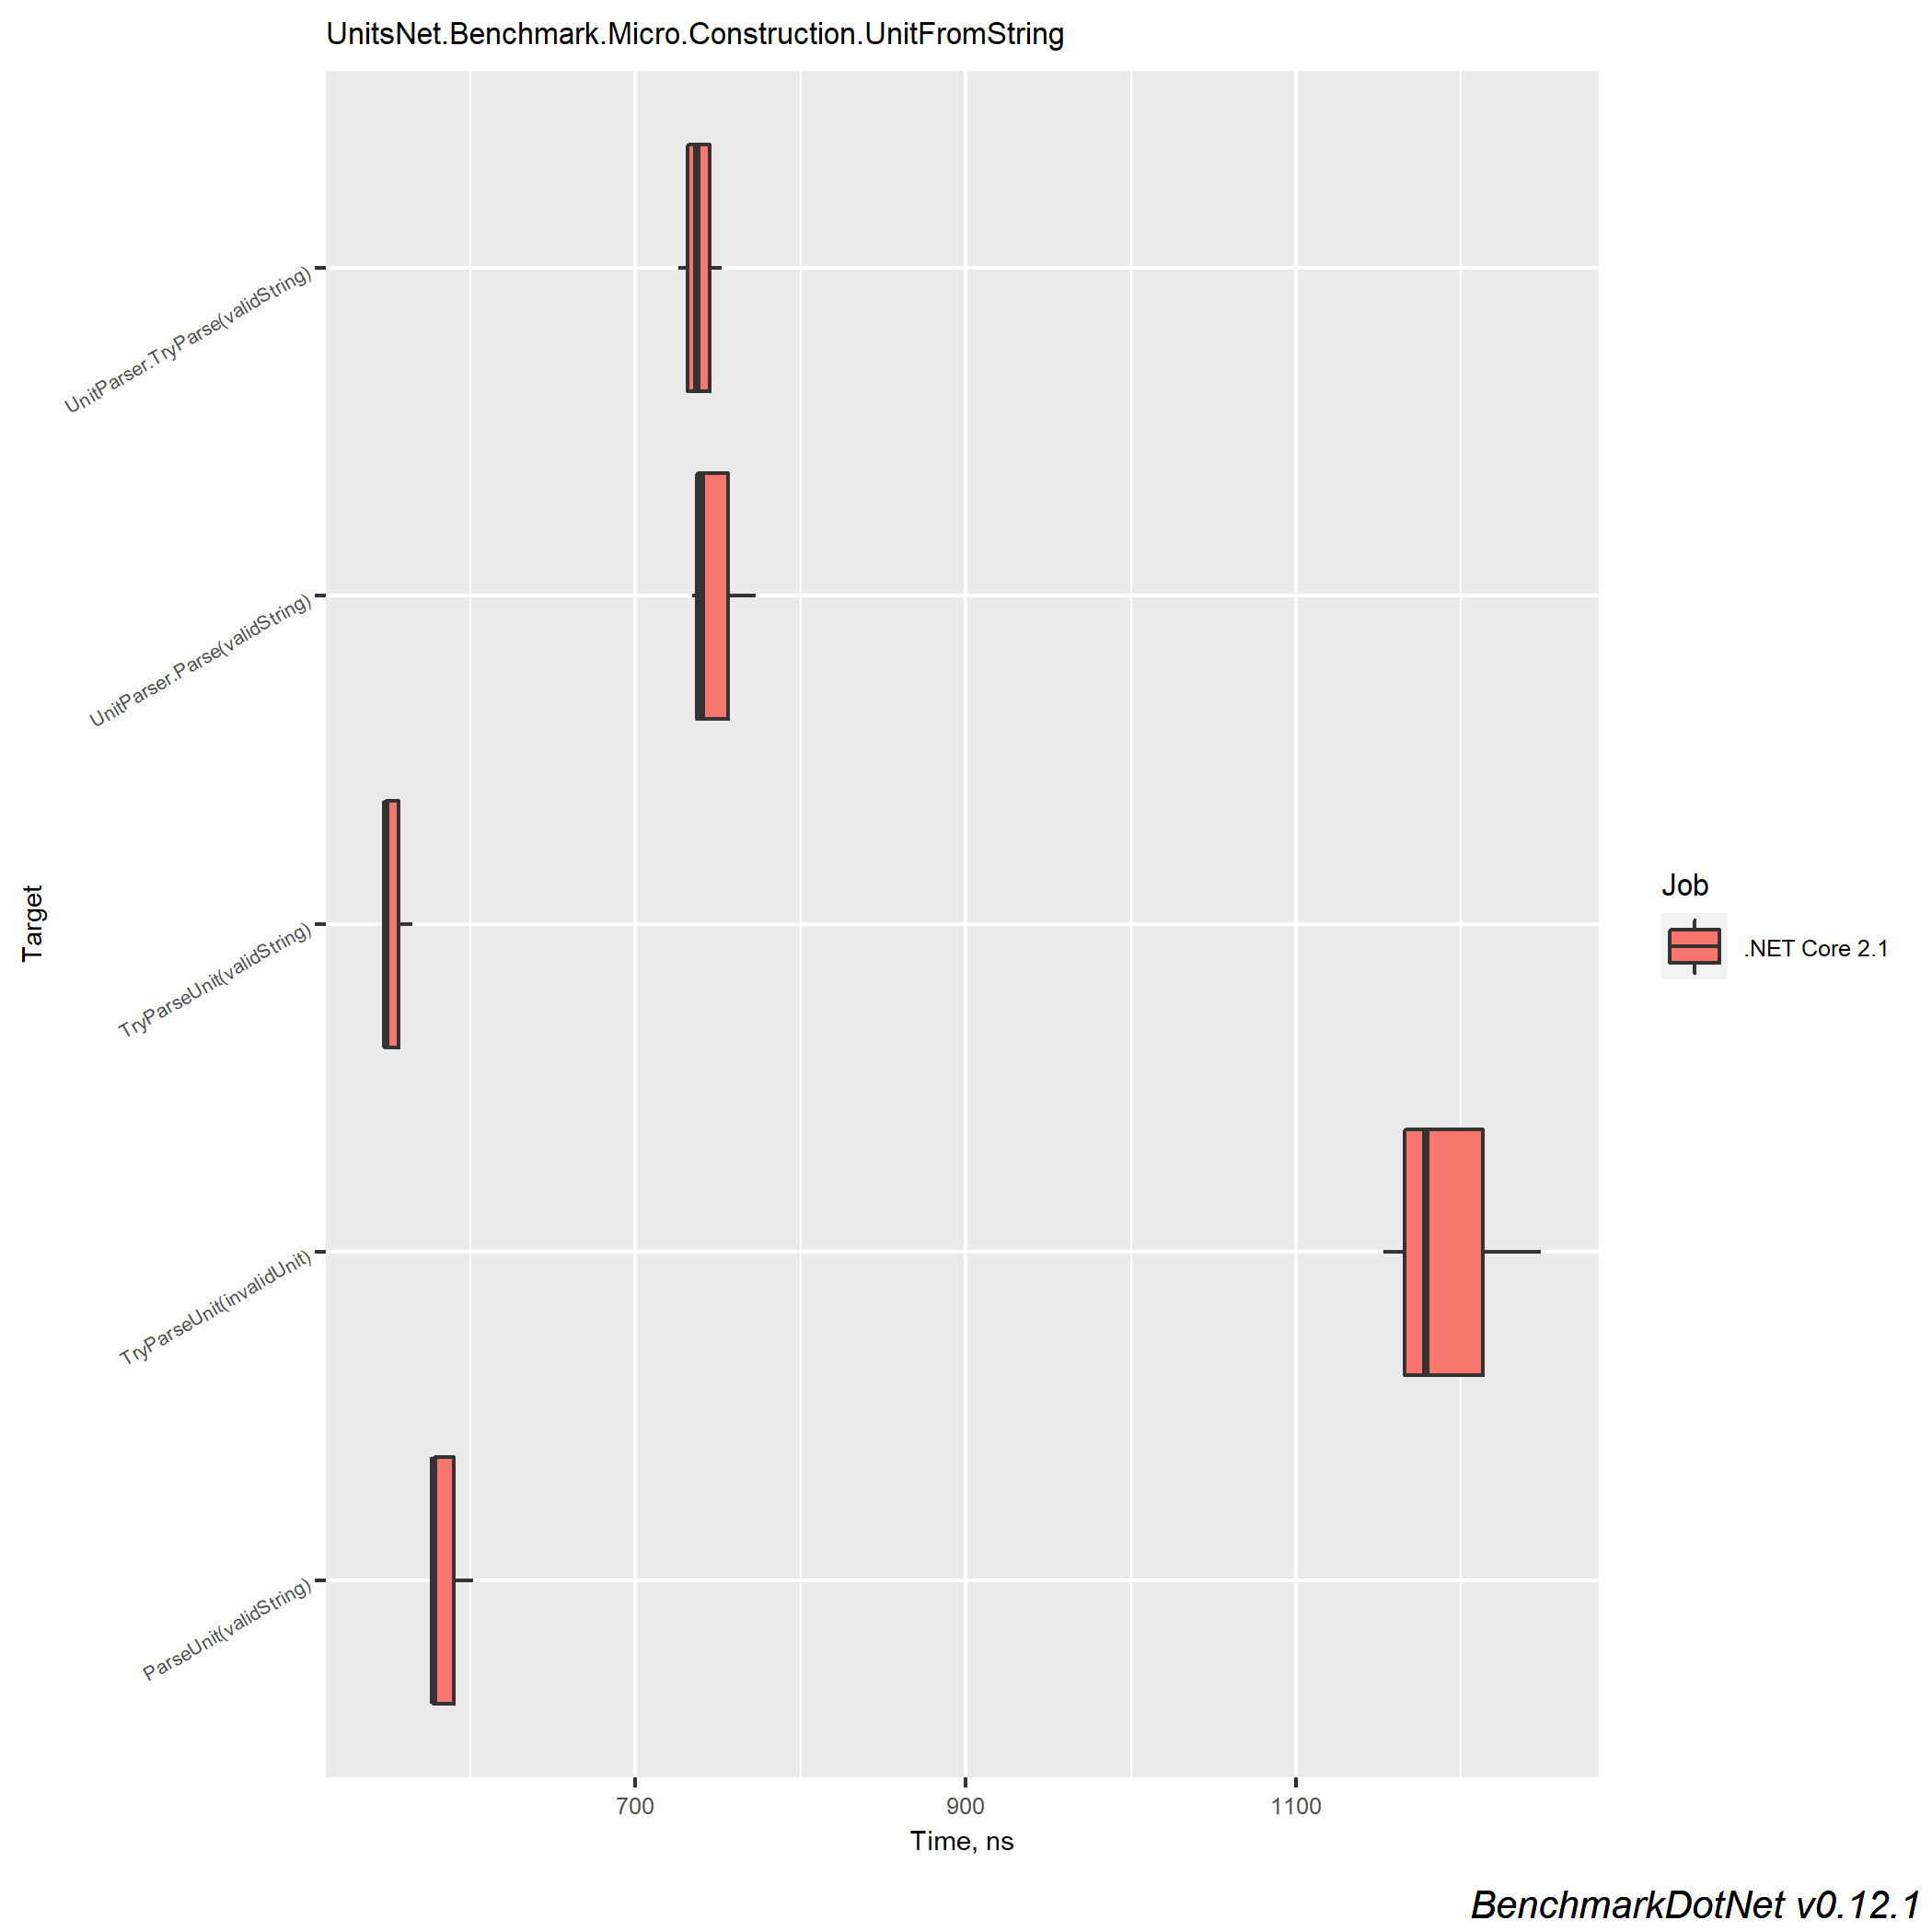 UnitsNet.Benchmark.Micro.Construction.UnitFromString
UnitParser.TryParse(validString)
UnitParser.Parse(validString)
TryParseUnit(validString)
TryParseUnit(invalidUnit)
ParseUnit(validString)
Target
700 900 1100
Time, ns
Job
.NET Core 2.1
BenchmarkDotNet v0.12.1